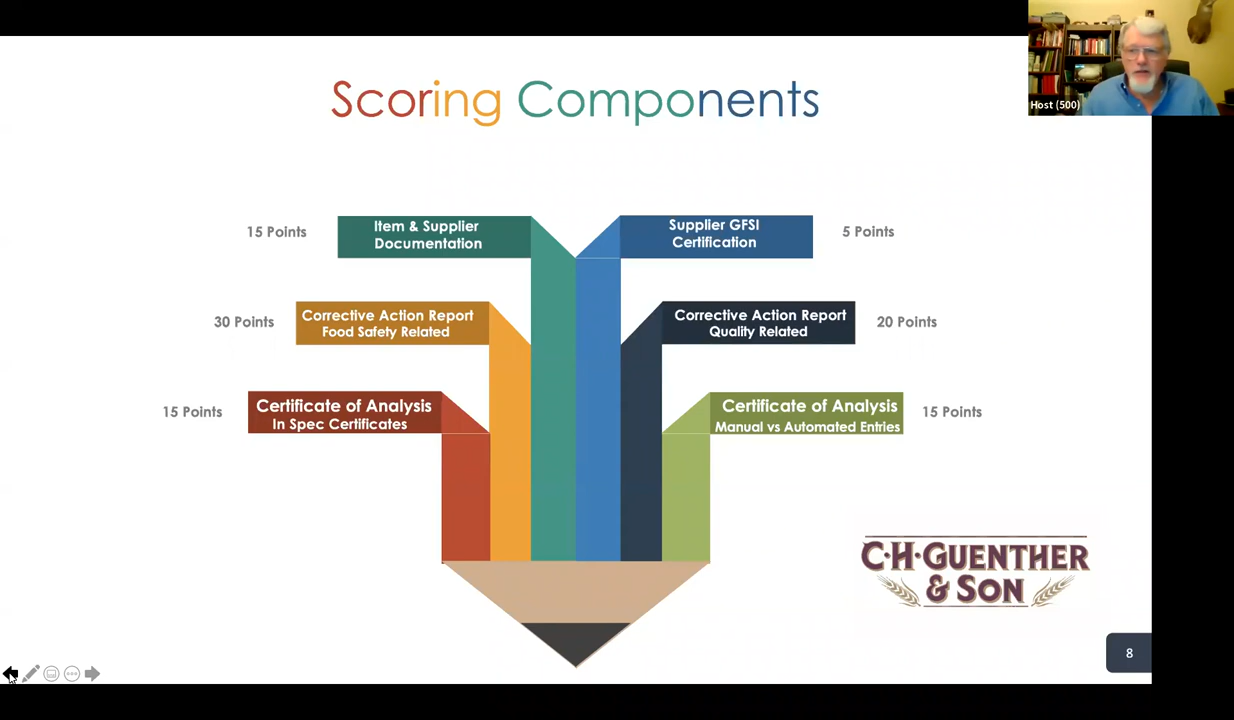 Host (500)
Scoring Components
15 Points
Item & Supplier
Documentation
Supplier GFSI
Certification
5 Points
30 Points
Corrective Action Report
Food Safety Related
Corrective Action Report
Quality Related
20 Points
15 Points
Certificate of Analysis
In Spec Certificates
Certificate of Analysis
Manual vs Automated Entries
15 Points
C·H·GUENTHER
& SON
8